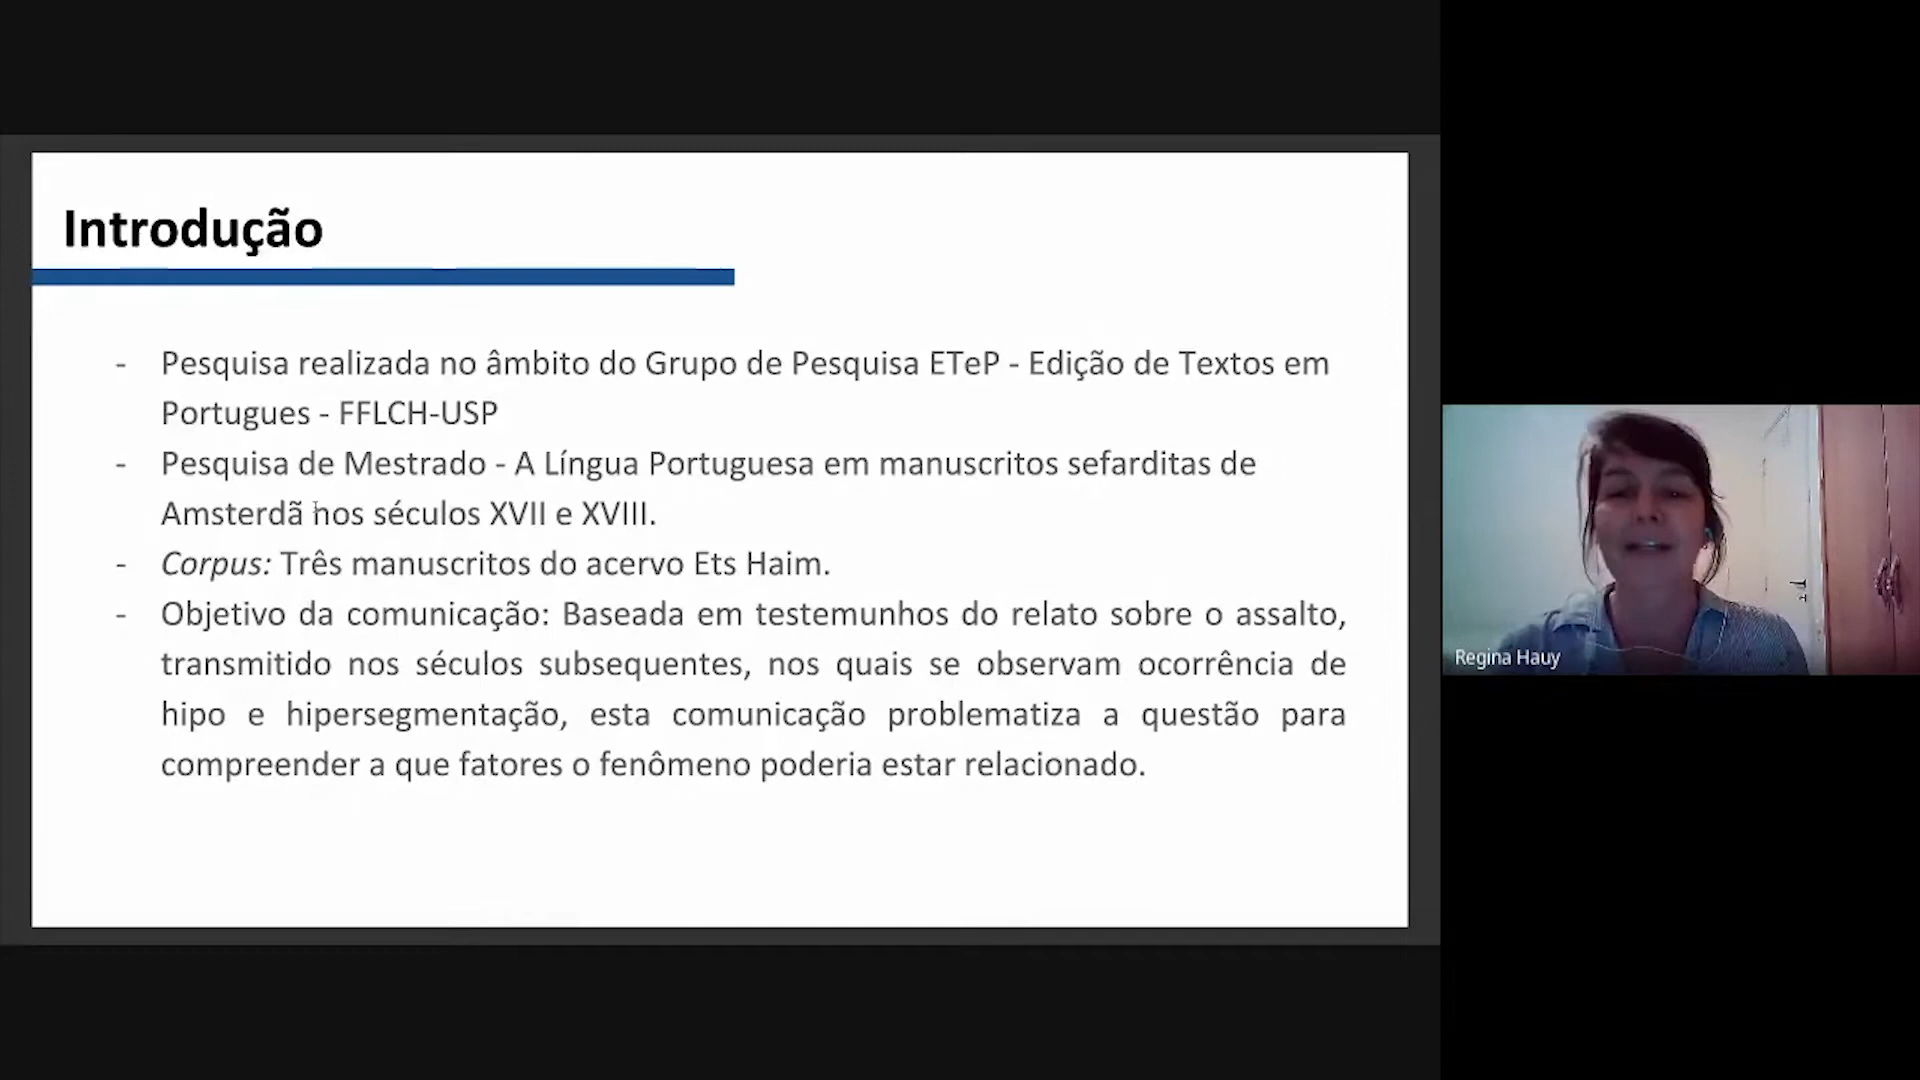 Introdução
- Pesquisa realizada no âmbito do Grupo de Pesquisa ETeP - Edição de Textos em
Portugues - FFLCH-USP
- Pesquisa de Mestrado - A Língua Portuguesa em manuscritos sefarditas de
Amsterdã nos séculos XVII e XVIII.
- Corpus: Três manuscritos do acervo Ets Haim.
- Objetivo da comunicação: Baseada em testemunhos do relato sobre o assalto,
transmitido nos séculos subsequentes, nos quais se observam ocorrência de
hipo e hipersegmentação, esta comunicação problematiza a questão para
compreender a que fatores o fenômeno poderia estar relacionado.
Regina Hauy